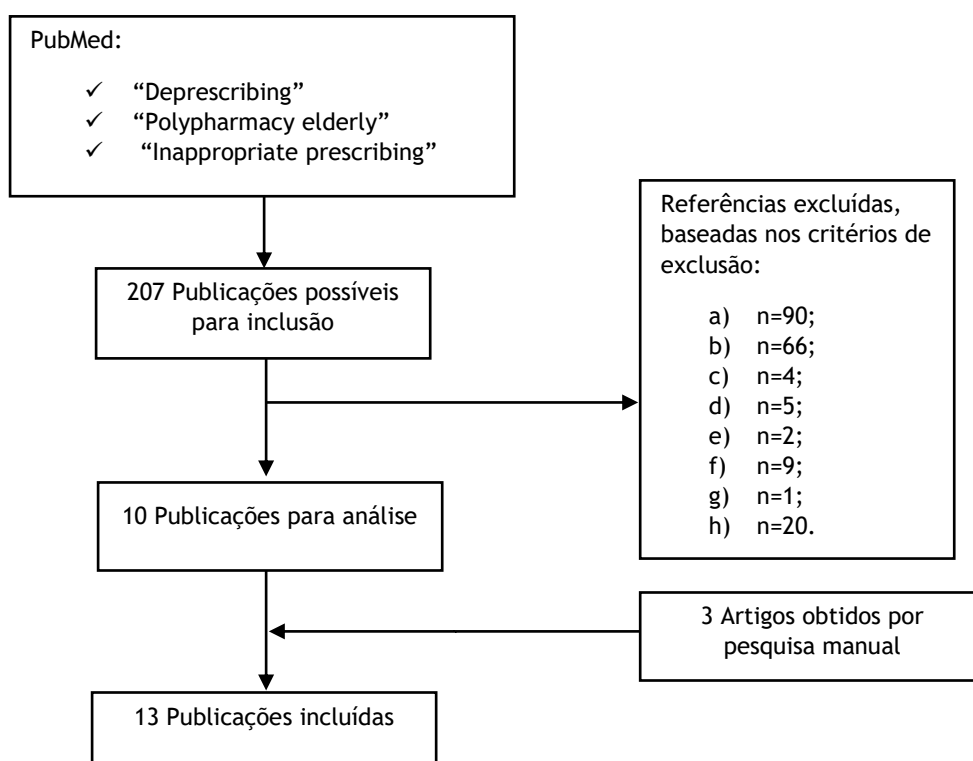 PubMed:
✓ “Deprescribing”
✓ “Polypharmacy elderly”
✓ “Inappropriate prescribing”
207 Publicações possíveis
para inclusão
Referências excluídas,
baseadas nos critérios de
exclusão:
a) n=90;
b) n=66;
c) n=4;
d) n=5;
e) n=2;
f) n=9;
g) n=1;
h) n=20.
10 Publicações para análise
3 Artigos obtidos por
pesquisa manual
13 Publicações incluídas